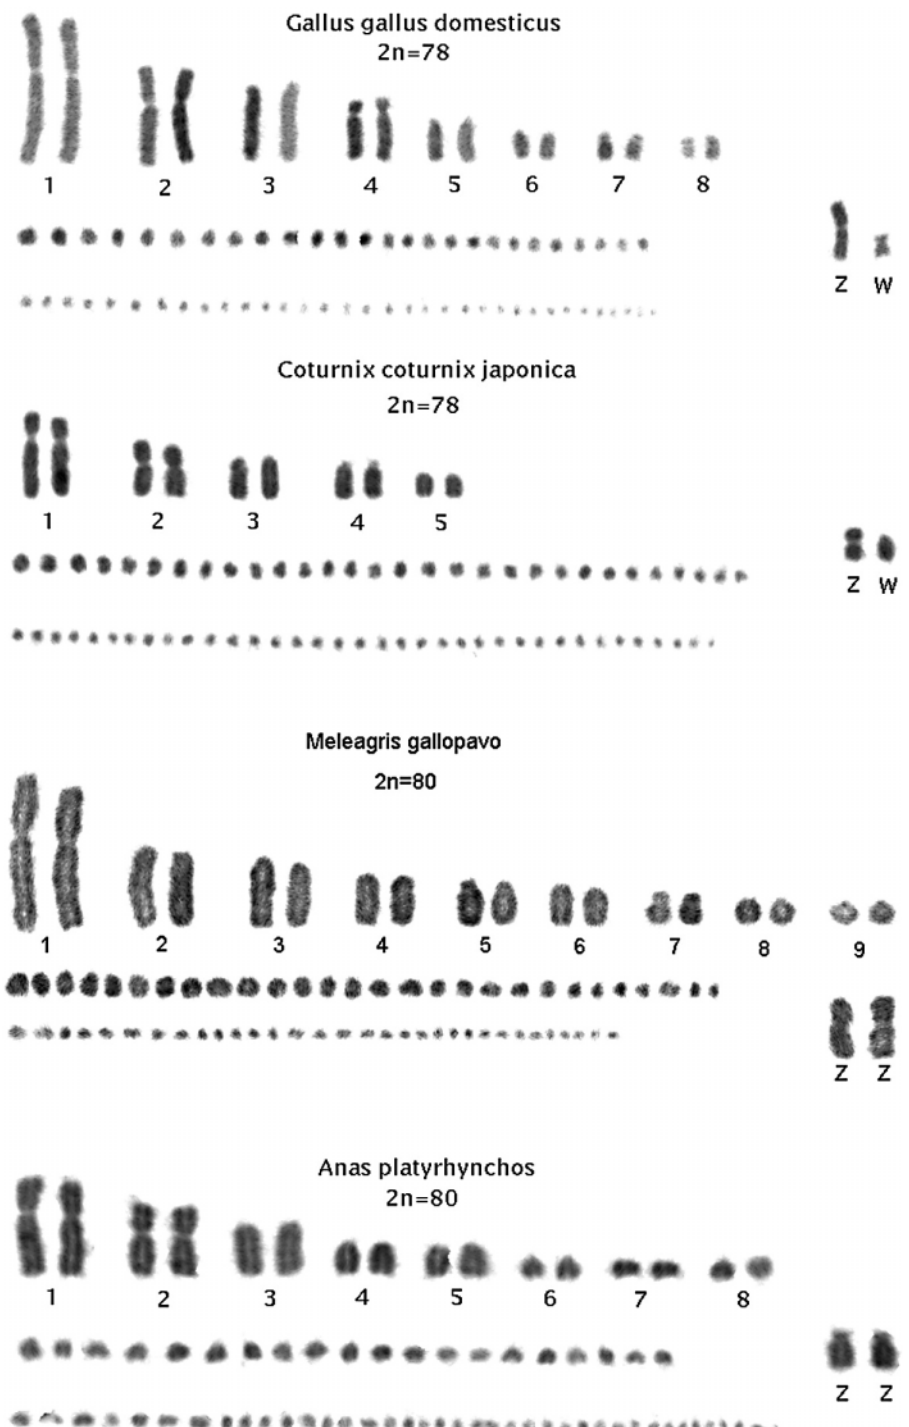 Gallus gallus domesticus
2n=78
1 2 3 4 5 6 7 8
Z W
Coturnix coturnix japonica
2n=78
1 2 3 4 5
Z W
Meleagris gallopavo
2n=80
1 2 3 4 5 6 7 8 9
Z Z
Anas platyrhynchos
2n=80
1 2 3 4 5 6 7 8
Z Z